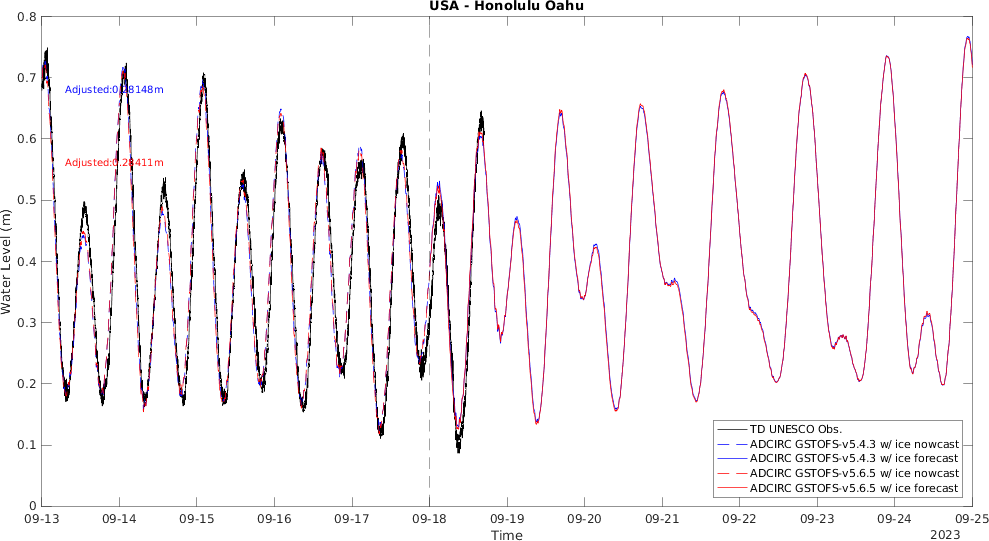 USA - Honolulu Oahu
0.8
0.7
0.6
0.5
0.4
0.3
0.2
0.1
0
Water Level (m)
Adjusted:0.28148m
Adjusted:0.28411m
TD UNESCO Obs.
ADCIRC GSTOFS-v5.4.3 w/ ice nowcast
ADCIRC GSTOFS-v5.4.3 w/ ice forecast
ADCIRC GSTOFS-v5.6.5 w/ ice nowcast
ADCIRC GSTOFS-v5.6.5 w/ ice forecast
09-13 09-14 09-15 09-16 09-17 09-18 09-19 09-20 09-21 09-22 09-23 09-24 09-25
Time
2023